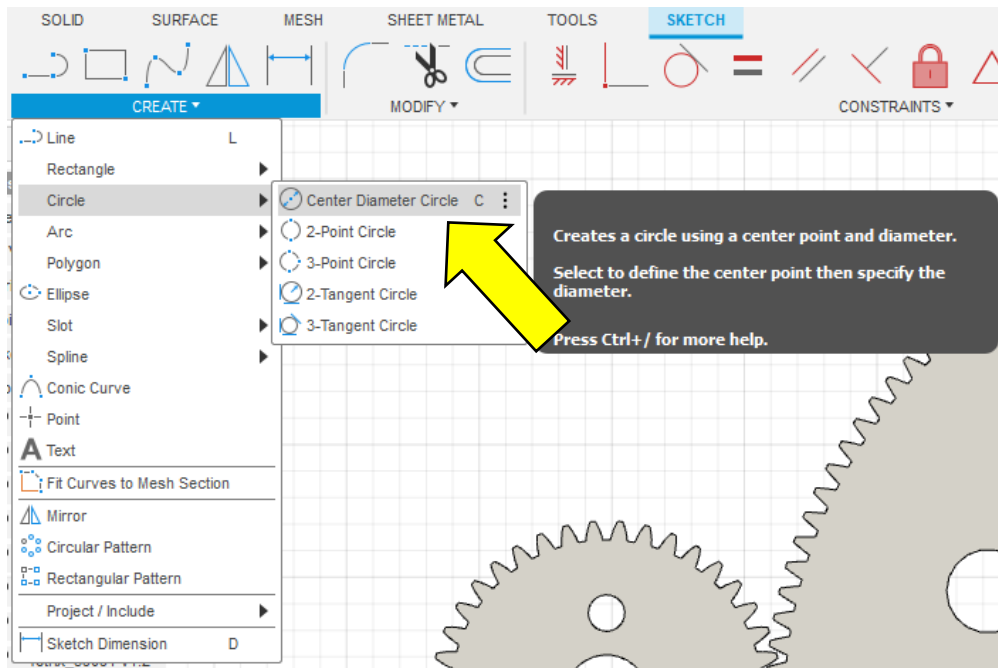 SOLID SURFACE MESH SHEET METAL TOOLS SKETCH
CREATE ▾ MODIFY ▾ CONSTRAINTS ▾
Line L
Rectangle
Circle
Center Diameter Circle C
Arc
2-Point Circle
Polygon
3-Point Circle
Ellipse
2-Tangent Circle
Slot
3-Tangent Circle
Spline
Conic Curve
Point
Text
Fit Curves to Mesh Section
Mirror
Circular Pattern
Rectangular Pattern
Project / Include
Sketch Dimension D
Creates a circle using a center point and diameter.
Select to define the center point then specify the
diameter.
Press Ctrl+/ for more help.